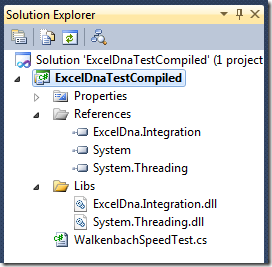 Solution Explorer
Solution 'ExcelDnaTestCompiled' (1 project
ExcelDnaTestCompiled
Properties
References
ExcelDna.Integration
System
System.Threading
Libs
ExcelDna.Integration.dll
System.Threading.dll
WalkenbachSpeedTest.cs